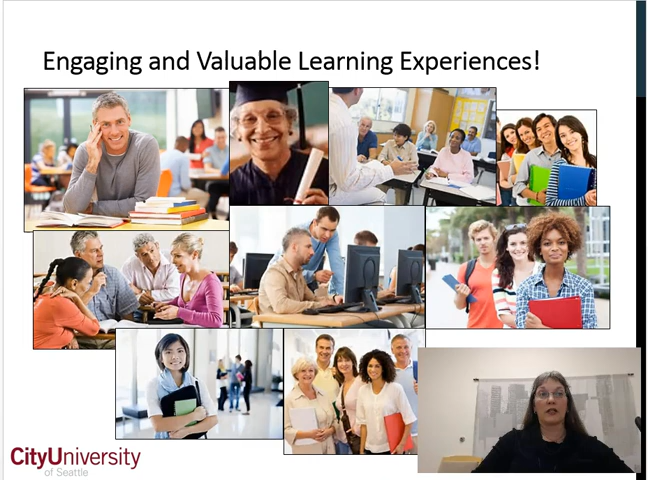 Engaging and Valuable Learning Experiences!
CityUniversity
of Seattle